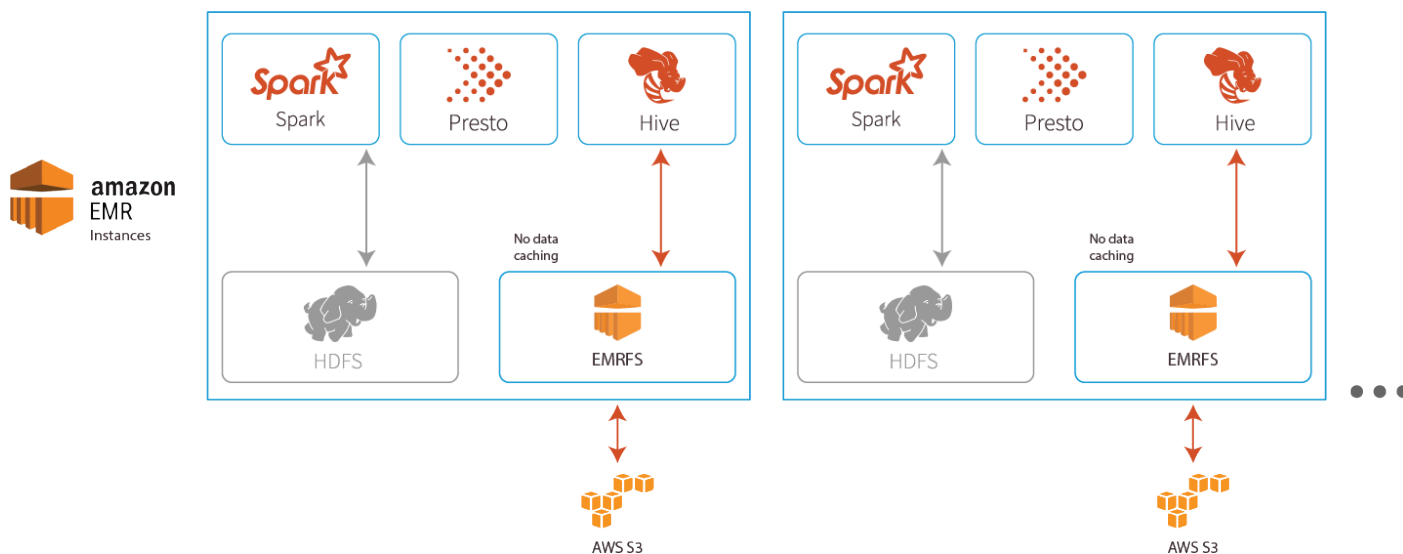 Spark
Spark
Presto
Hive
Spark
Spark
Presto
Hive
amazon
EMR
Instances
No data
caching
No data
caching
HDFS
EMRFS
HDFS
EMRFS
AWS S3
AWS S3